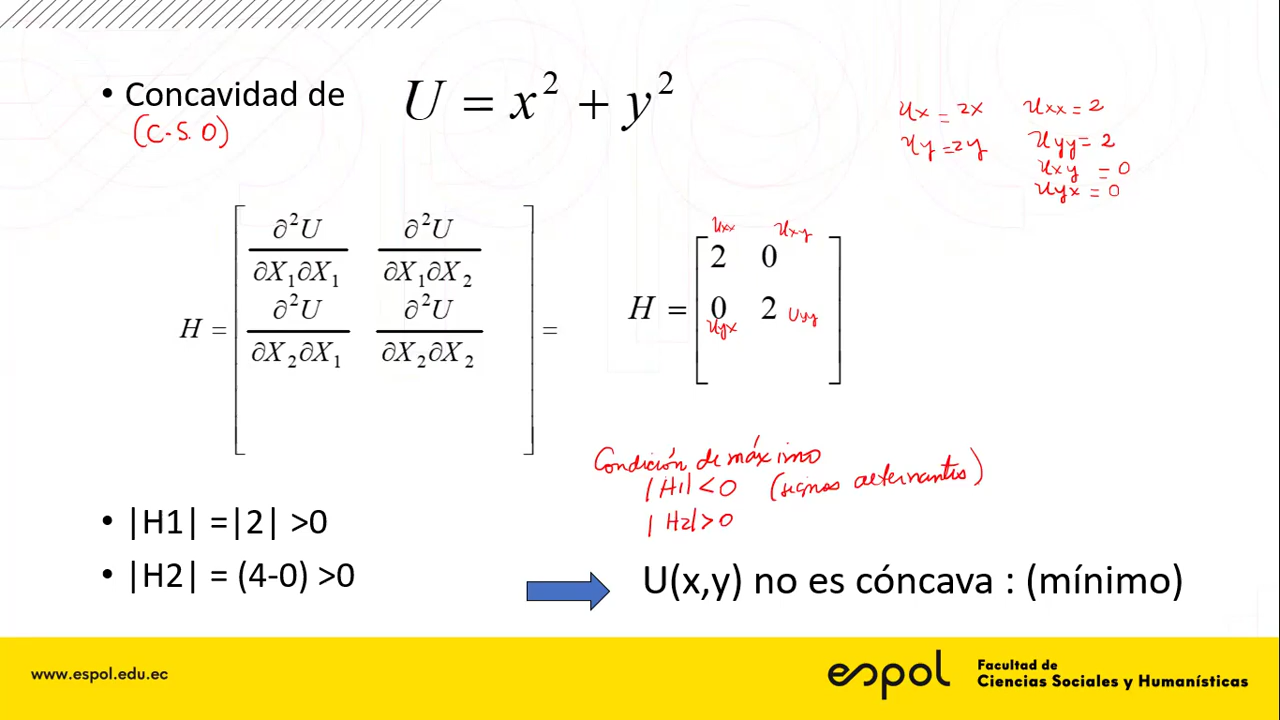 • Concavidad de U = x² + y²
(C.S.O)
Ux = 2x Uxx = 2
Uy = 2y Uyy = 2
Uxy = 0
Uyx = 0
H = [ ∂²U/∂X₁∂X₁ ∂²U/∂X₁∂X₂
∂²U/∂X₂∂X₁ ∂²U/∂X₂∂X₂ ] =
Uxx Uxy
H = [ 2 0
0 2 ] Uyy
Uyx
Condición de máximo
|H1| < 0 (signos alternantes)
|H2| > 0
• |H1| =|2| >0
• |H2| = (4-0) >0
U(x,y) no es cóncava : (mínimo)
www.espol.edu.ec
espol
Facultad de
Ciencias Sociales y Humanísticas